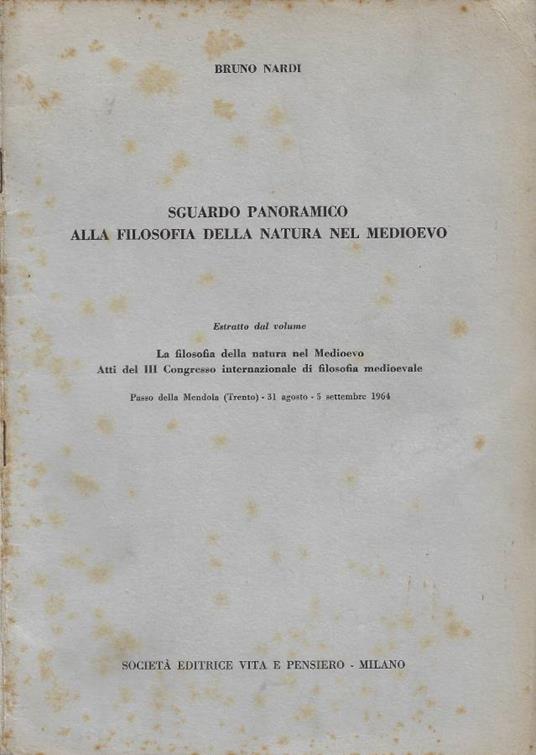 BRUNO NARDI
SGUARDO PANORAMICO
ALLA FILOSOFIA DELLA NATURA NEL MEDIOEVO
Estratto dal volume
La filosofia della natura nel Medioevo
Atti del III Congresso internazionale di filosofia medioevale
Passo della Mendola (Trento) - 31 agosto - 5 settembre 1964
SOCIETÀ EDITRICE VITA E PENSIERO - MILANO